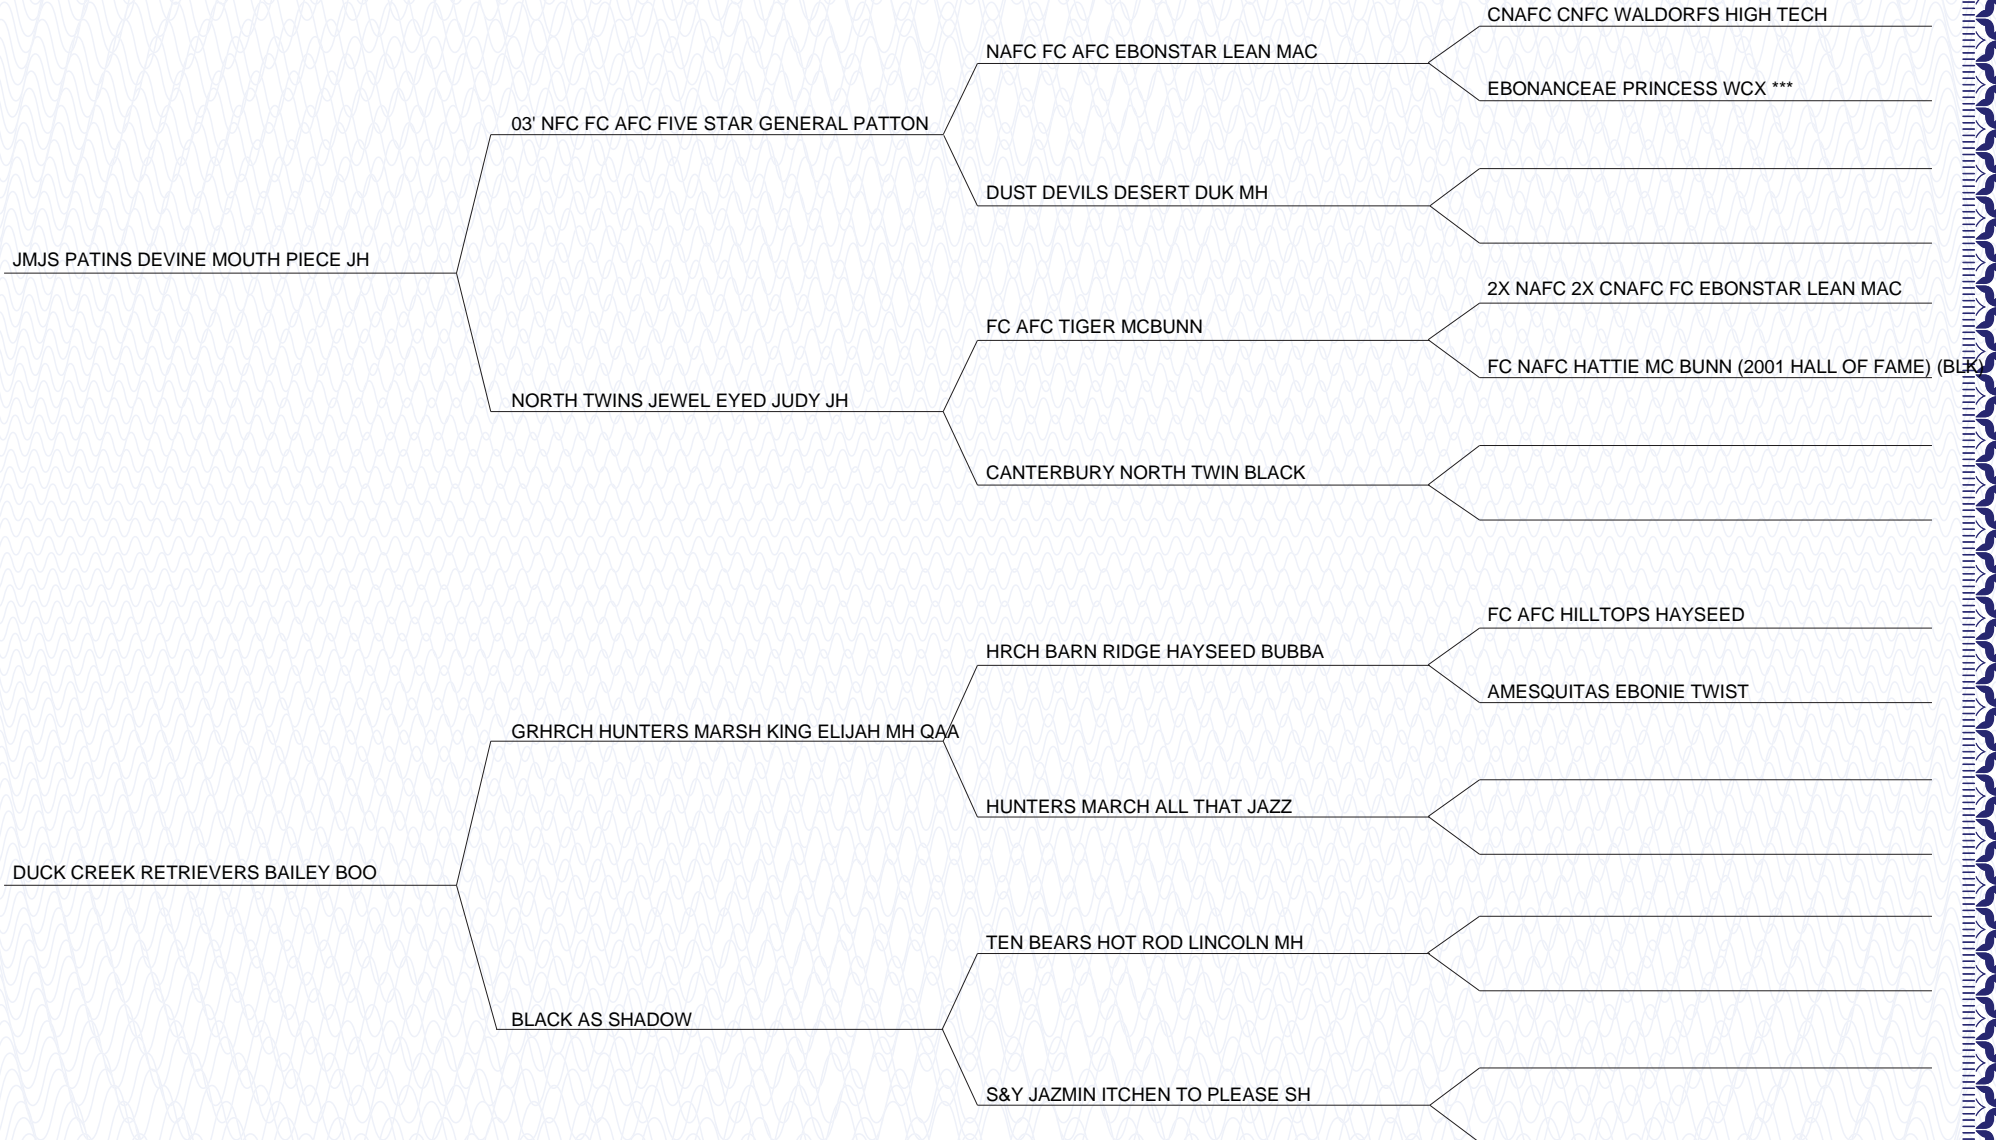 CNAFC CNFC WALDORFS HIGH TECH
NAFC FC AFC EBONSTAR LEAN MAC
EBONANCEAE PRINCESS WCX ***
03' NFC FC AFC FIVE STAR GENERAL PATTON
DUST DEVILS DESERT DUK MH
JMJS PATINS DEVINE MOUTH PIECE JH
2X NAFC 2X CNAFC FC EBONSTAR LEAN MAC
FC AFC TIGER MCBUNN
FC NAFC HATTIE MC BUNN (2001 HALL OF FAME) (BLK)
NORTH TWINS JEWEL EYED JUDY JH
CANTERBURY NORTH TWIN BLACK
FC AFC HILLTOPS HAYSEED
HRCH BARN RIDGE HAYSEED BUBBA
AMESQUITAS EBONIE TWIST
GRHRCH HUNTERS MARSH KING ELIJAH MH QAA
HUNTERS MARCH ALL THAT JAZZ
DUCK CREEK RETRIEVERS BAILEY BOO
TEN BEARS HOT ROD LINCOLN MH
BLACK AS SHADOW
S&Y JAZMIN ITCHEN TO PLEASE SH